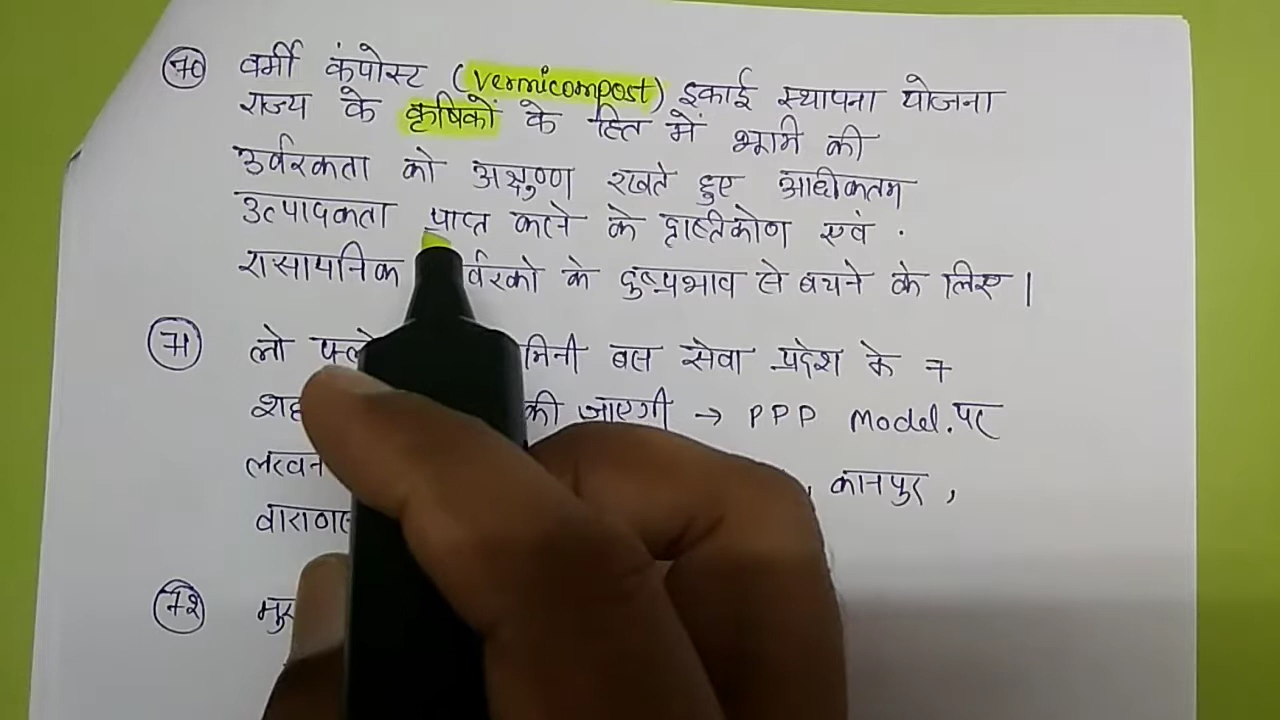 70 वर्मी कंपोस्ट (vermicompost) इकाई स्थापना योजना
राज्य के कृषिकों के हित में भूमि की
उर्वरकता को अक्षुण्ण रखते हुए अधिकतम
उत्पादकता प्राप्त करने के दृष्टिकोण एवं
रासायनिक र्वरको के दुष्प्रभाव से बचने के लिए।
71 लो फ्ले मिनी बस सेवा प्रदेश के 7
शह की जाएगी → PPP Model. पर
लखन , कानपुर,
वाराण
72 मु